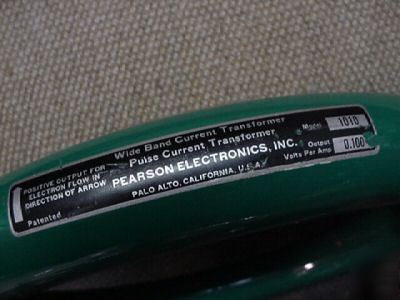 POSITIVE OUTPUT FOR
ELECTRON FLOW IN
DIRECTION OF ARROW
Patented
Wide Band Current Transformer
Pulse Current Transformer
PEARSON ELECTRONICS, INC.
PALO ALTO, CALIFORNIA, U.S.A.
Model 1010
Output 0.100
Volts Per Amp